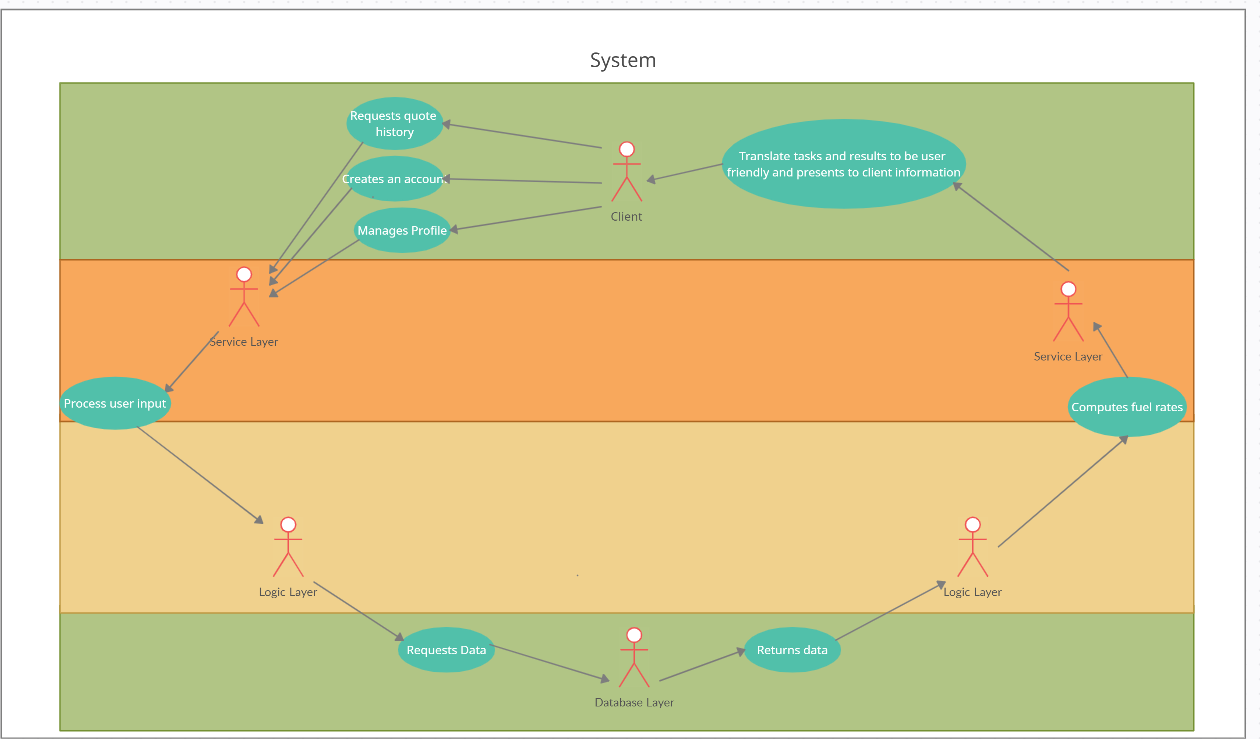 System
Requests quote
history
Creates an accoun
Manages Profile
Client
Translate tasks and results to be user
friendly and presents to client information
Service Layer
Service Layer
Process user input
Computes fuel rates
Logic Layer
Logic Layer
Requests Data
Returns data
Database Layer